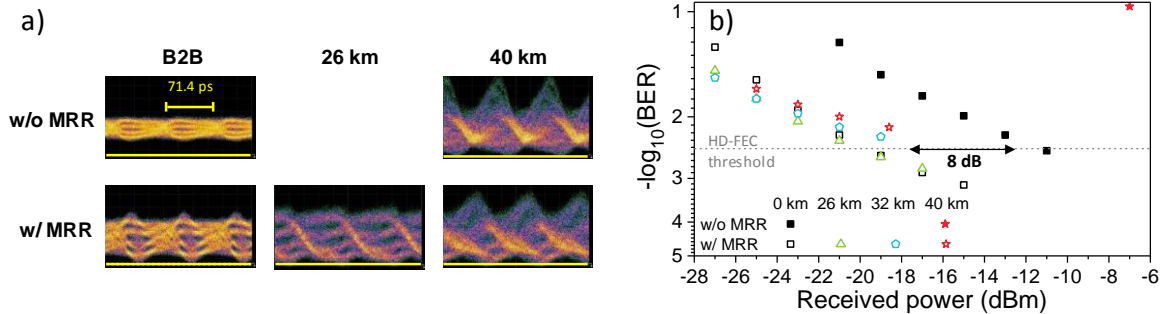 a)
B2B 26 km 40 km
71.4 ps
w/o MRR
w/ MRR
b)
-log10(BER)
1
2
3
4
5
HD-FEC
threshold
8 dB
0 km 26 km 32 km 40 km
w/o MRR
w/ MRR
-28 -26 -24 -22 -20 -18 -16 -14 -12 -10 -8 -6
Received power (dBm)